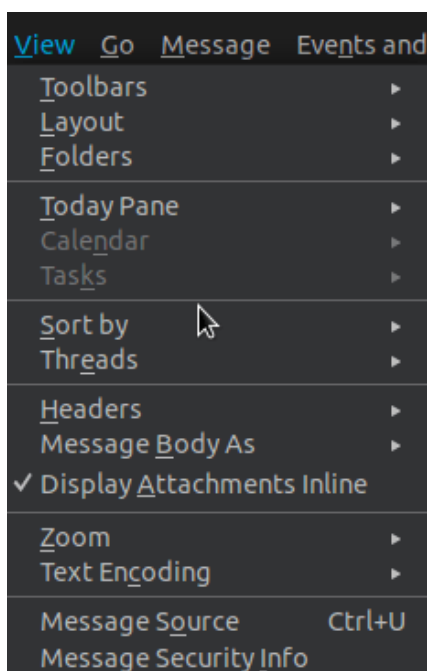 View Go Message Events and
Toolbars
Layout
Folders
Today Pane
Calendar
Tasks
Sort by
Threads
Headers
Message Body As
Display Attachments Inline
Zoom
Text Encoding
Message Source Ctrl+U
Message Security Info